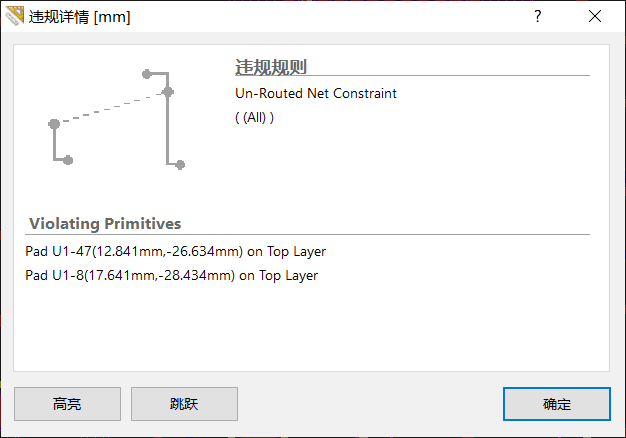 违规详情 [mm]
?
违规规则
Un-Routed Net Constraint
( (All) )
Violating Primitives
Pad U1-47(12.841mm,-26.634mm) on Top Layer
Pad U1-8(17.641mm,-28.434mm) on Top Layer
高亮
跳跃
确定